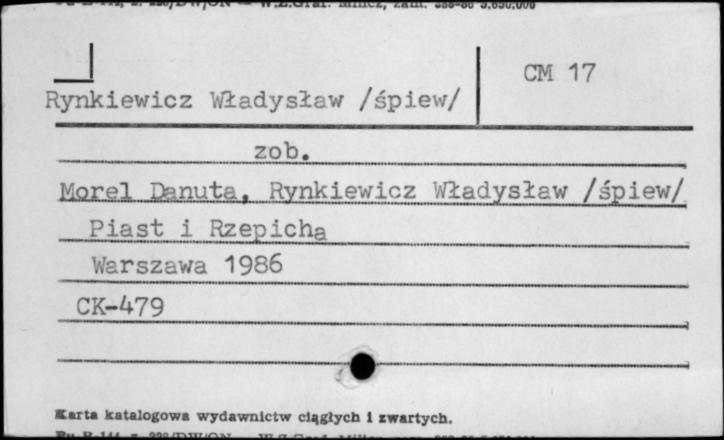 Rynkiewicz Władysław /śpiew/
CM 17
zob.
Morel Danuta, Rynkiewicz Władysław /śpiew/
Piast i Rzepicha
Warszawa 1986
CK-479
Karta katalogowa wydawnictw ciągłych i zwartych.